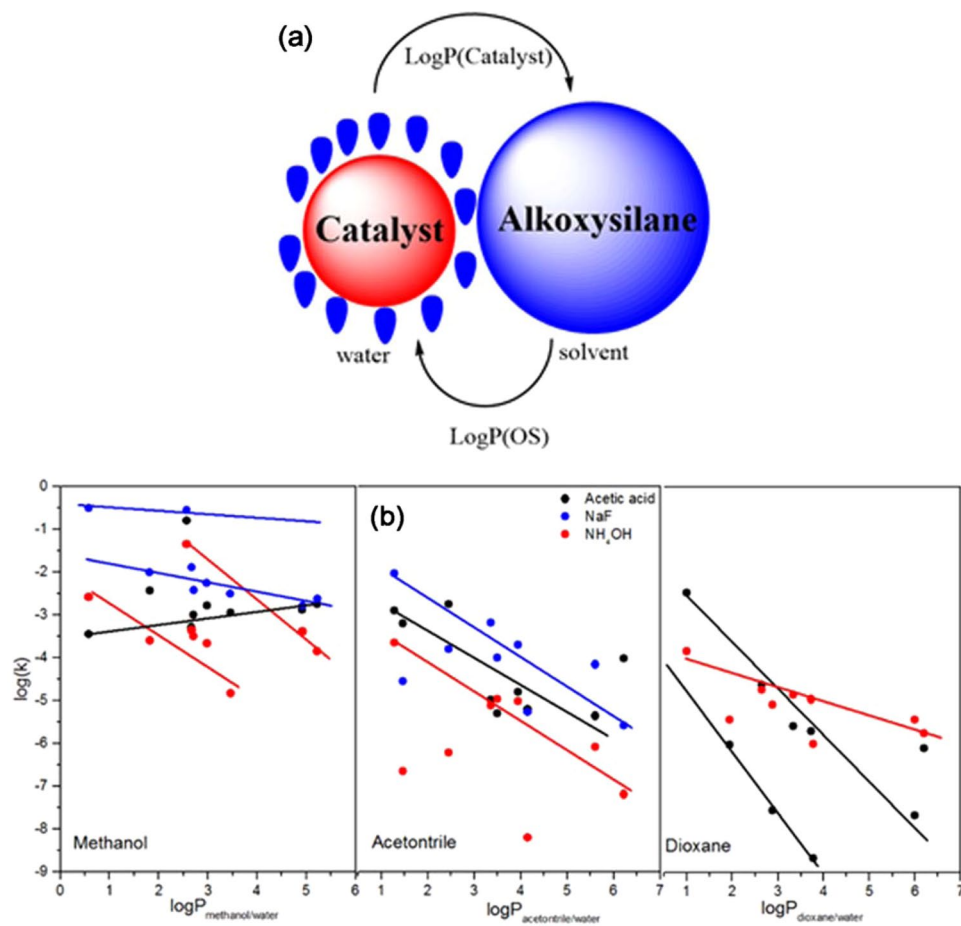 (a)
LogP(Catalyst)
Catalyst
Alkoxysilane
water
solvent
LogP(OS)
(b)
Acetic acid
NaF
NH4OH
log(k)
0
-1
-2
-3
-4
-5
-6
-7
-8
-9
Methanol
Acetontrile
Dioxane
0 1 2 3 4 5 6
1 2 3 4 5 6 7
1 2 3 4 5 6 7
logPmethanol/water
logPacetontrile/water
logPdioxane/water